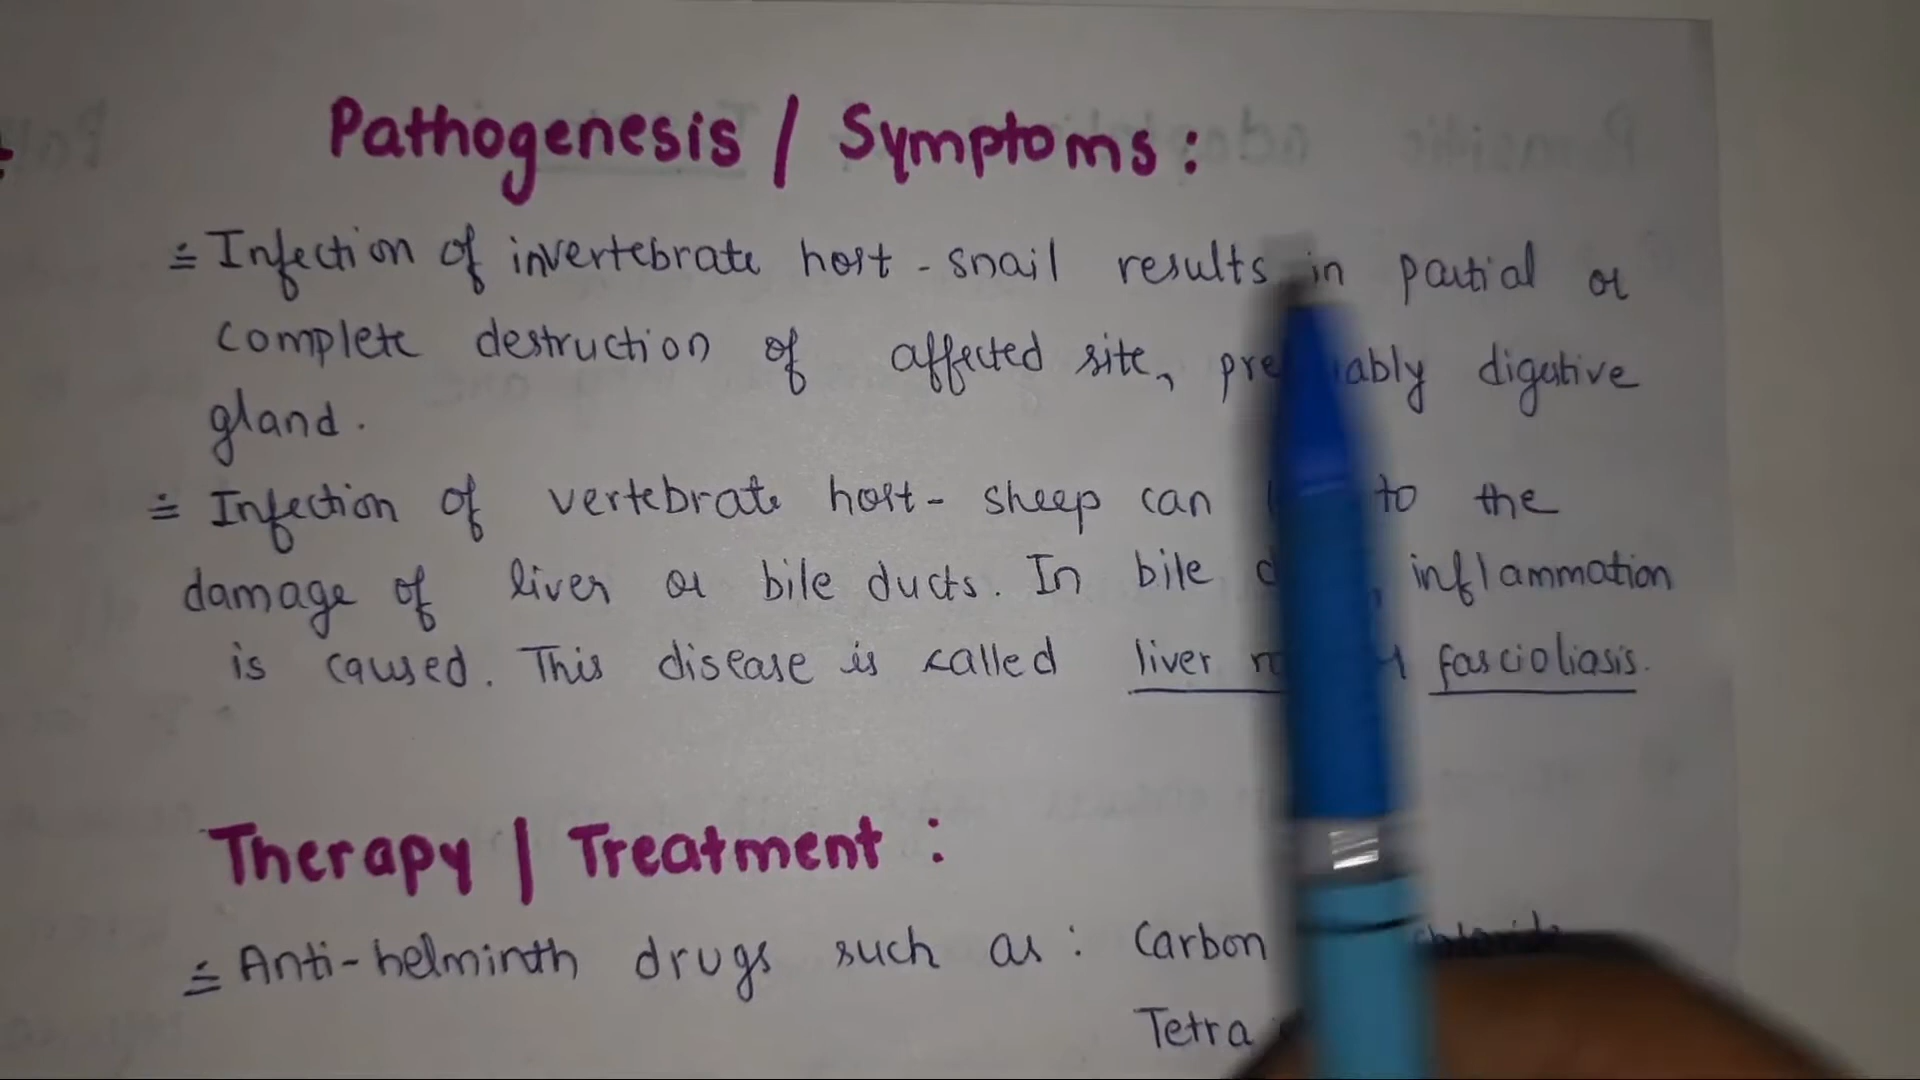 Pathogenesis / Symptoms :
= Infection of invertebrate host - snail results in partial or
complete destruction of affected site, digestive
gland.
= Infection of vertebrate host - sheep can to the
damage of liver or bile ducts. In bile inflammation
is caused. This disease is called liver fascioliasis.
Therapy / Treatment :
= Anti-helminth drugs such as : Carbon
Tetra